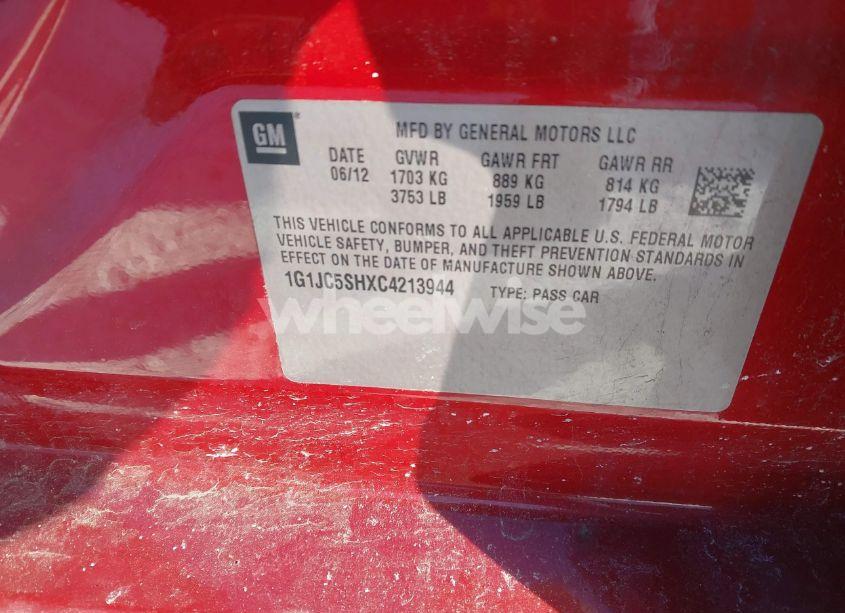 GM
MFD BY GENERAL MOTORS LLC
DATE GVWR GAWR FRT GAWR RR
06/12 1703 KG 889 KG 814 KG
3753 LB 1959 LB 1794 LB
THIS VEHICLE CONFORMS TO ALL APPLICABLE U.S. FEDERAL MOTOR
VEHICLE SAFETY, BUMPER, AND THEFT PREVENTION STANDARDS IN
EFFECT ON THE DATE OF MANUFACTURE SHOWN ABOVE.
1G1JC5SHXC4213944 TYPE: PASS CAR
wheelwise